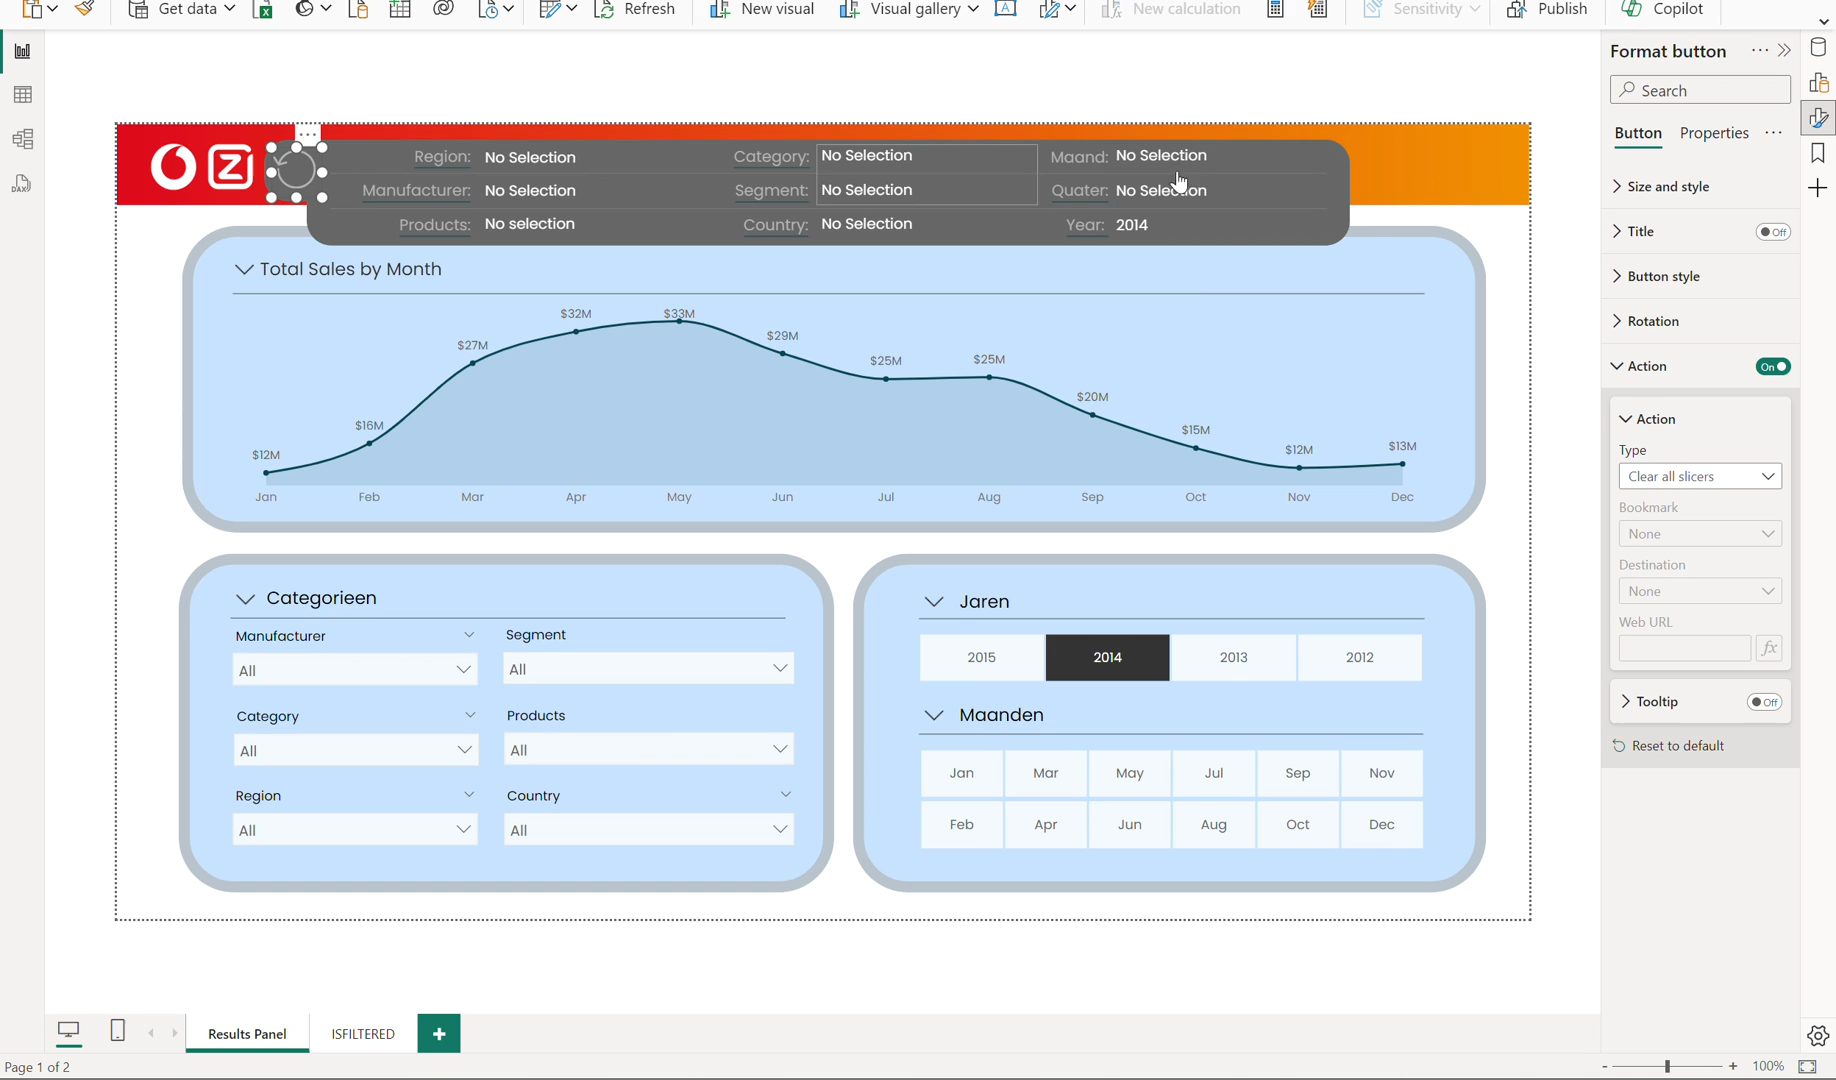 Get data
Refresh
New visual
Visual gallery
New calculation
Sensitivity
Publish
Copilot
Format button
Search
Button Properties
Size and style
Title Off
Button style
Rotation
Action On
Action
Type
Clear all slicers
Bookmark
None
Destination
None
Web URL
fx
Tooltip Off
Reset to default
DAX
Z
Region: No Selection Category: No Selection Maand: No Selection
Manufacturer: No Selection Segment: No Selection Quater: No Selection
Products: No selection Country: No Selection Year: 2014
Total Sales by Month
$12M $16M $27M $32M $33M $29M $25M $25M $20M $15M $12M $13M
Jan Feb Mar Apr May Jun Jul Aug Sep Oct Nov Dec
Categorieen
Manufacturer Segment
All All
Category Products
All All
Region Country
All All
Jaren
2015 2014 2013 2012
Maanden
Jan Mar May Jul Sep Nov
Feb Apr Jun Aug Oct Dec
Results Panel ISFILTERED +
Page 1 of 2
- + 100%